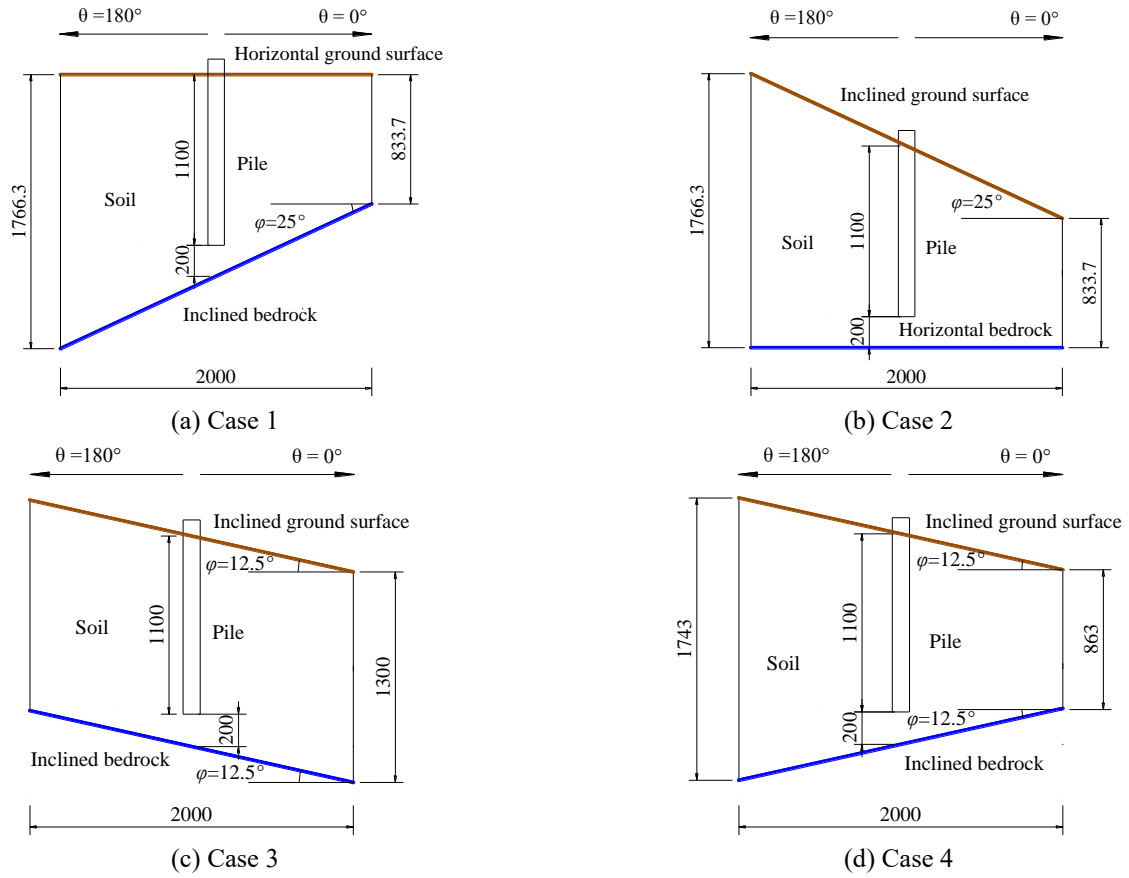 θ =180°
θ = 0°
Horizontal ground surface
1766.3
1100
Pile
833.7
Soil
φ=25°
200
Inclined bedrock
2000
(a) Case 1
θ =180°
θ = 0°
Inclined ground surface
1766.3
φ=25°
Soil
1100
Pile
833.7
200
Horizontal bedrock
2000
(b) Case 2
θ =180°
θ = 0°
Inclined ground surface
φ=12.5°
Soil
1100
Pile
1300
200
Inclined bedrock
φ=12.5°
2000
(c) Case 3
θ =180°
θ = 0°
Inclined ground surface
φ=12.5°
1743
1100
Pile
863
Soil
200
φ=12.5°
Inclined bedrock
2000
(d) Case 4